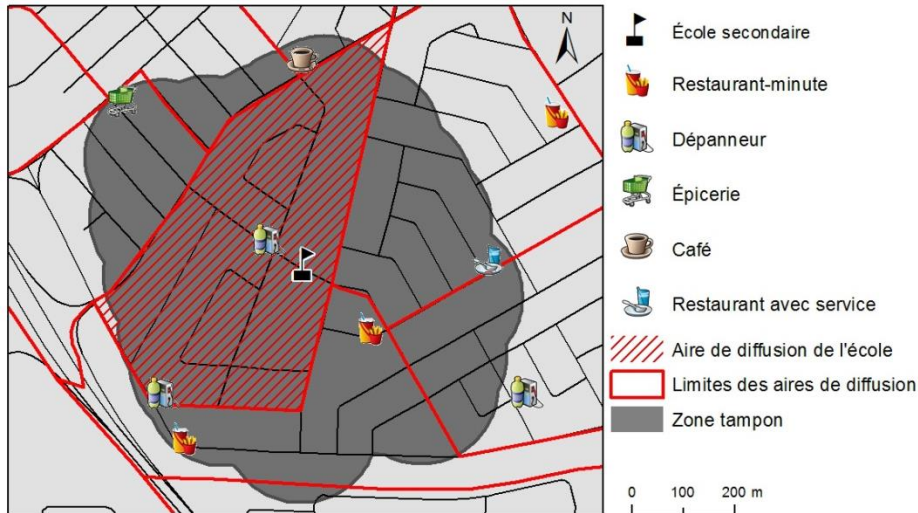 N
École secondaire
Restaurant-minute
Dépanneur
Épicerie
Café
Restaurant avec service
Aire de diffusion de l'école
Limites des aires de diffusion
Zone tampon
0 100 200 m